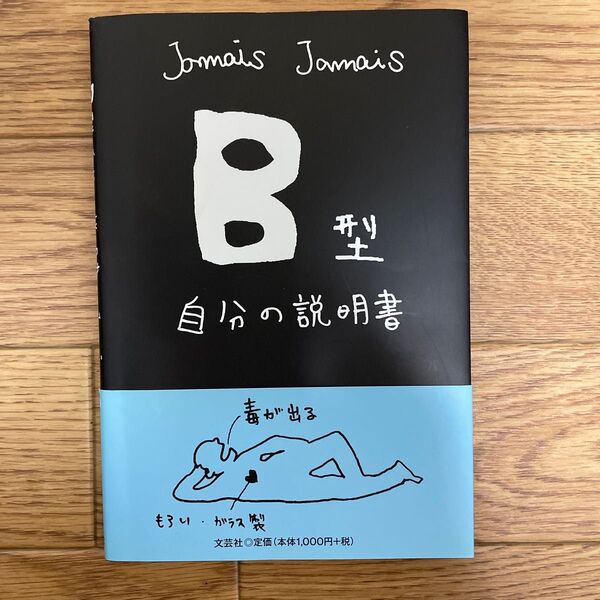 Jamais Jamais
B
型
自分の説明書
毒が出る
もろい・ガラス製
文芸社◎定価(本体1,000円+税)